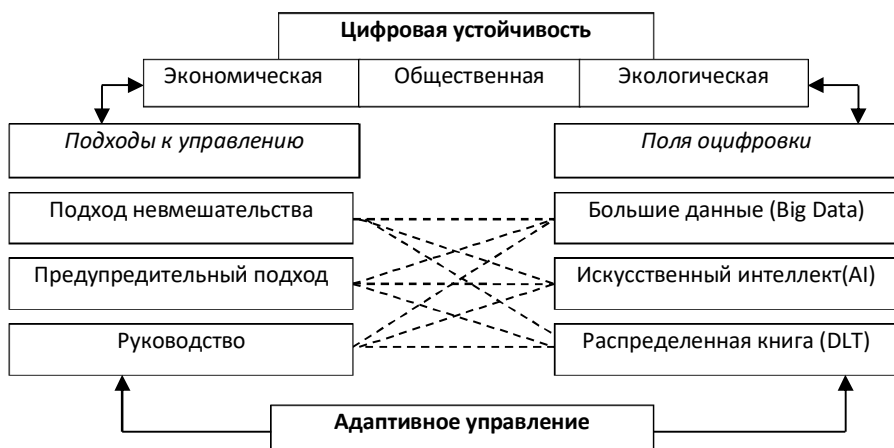 Цифровая устойчивость
Экономическая
Общественная
Экологическая
Подходы к управлению
Поля оцифровки
Подход невмешательства
Большие данные (Big Data)
Предупредительный подход
Искусственный интеллект(AI)
Руководство
Распределенная книга (DLT)
Адаптивное управление